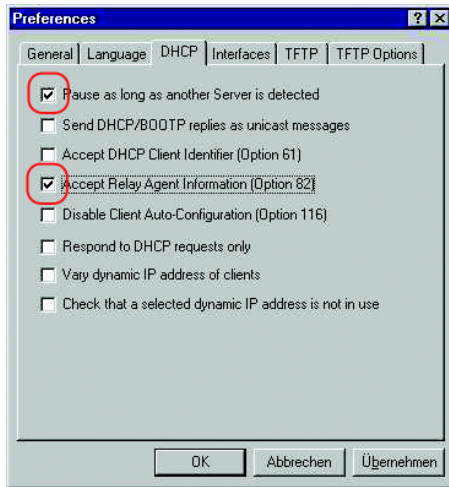 Preferences
General Language DHCP Interfaces TFTP TFTP Options
Pause as long as another Server is detected
Send DHCP/BOOTP replies as unicast messages
Accept DHCP Client Identifier (Option 61)
Accept Relay Agent Information (Option 82)
Disable Client Auto-Configuration (Option 116)
Respond to DHCP requests only
Vary dynamic IP address of clients
Check that a selected dynamic IP address is not in use
OK Abbrechen Übernehmen